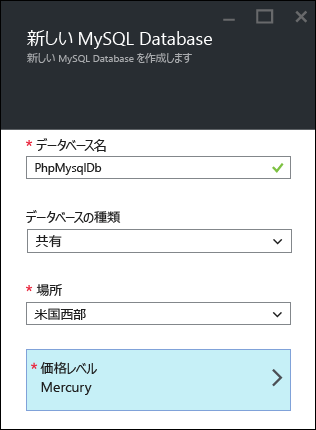 新しい MySQL Database
新しい MySQL Database を作成します
* データベース名
PhpMysqlDb
データベースの種類
共有
* 場所
米国西部
* 価格レベル
Mercury